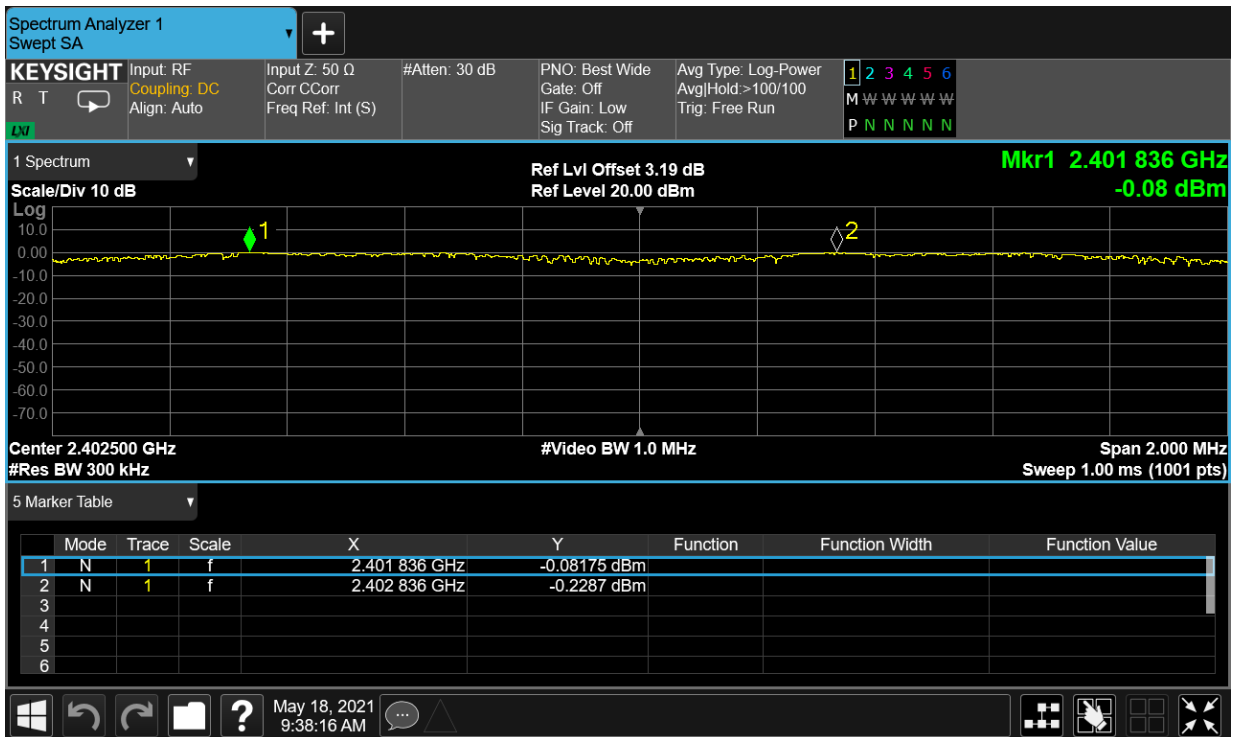 Spectrum Analyzer 1
Swept SA
KEYSIGHT
R T
LXI
Input: RF
Coupling: DC
Align: Auto
Input Z: 50 Ω
Corr CCorr
Freq Ref: Int (S)
#Atten: 30 dB
PNO: Best Wide
Gate: Off
IF Gain: Low
Sig Track: Off
Avg Type: Log-Power
Avg|Hold:>100/100
Trig: Free Run
1 2 3 4 5 6
M W W W W W
P N N N N N
1 Spectrum
Scale/Div 10 dB
Ref Lvl Offset 3.19 dB
Ref Level 20.00 dBm
Mkr1 2.401 836 GHz
-0.08 dBm
Log
10.0
0.00
-10.0
-20.0
-30.0
-40.0
-50.0
-60.0
-70.0
1
2
Center 2.402500 GHz
#Res BW 300 kHz
#Video BW 1.0 MHz
Span 2.000 MHz
Sweep 1.00 ms (1001 pts)
5 Marker Table
Mode Trace Scale X Y Function Function Width Function Value
1 N 1 f 2.401 836 GHz -0.08175 dBm
2 N 1 f 2.402 836 GHz -0.2287 dBm
3
4
5
6
?
May 18, 2021
9:38:16 AM